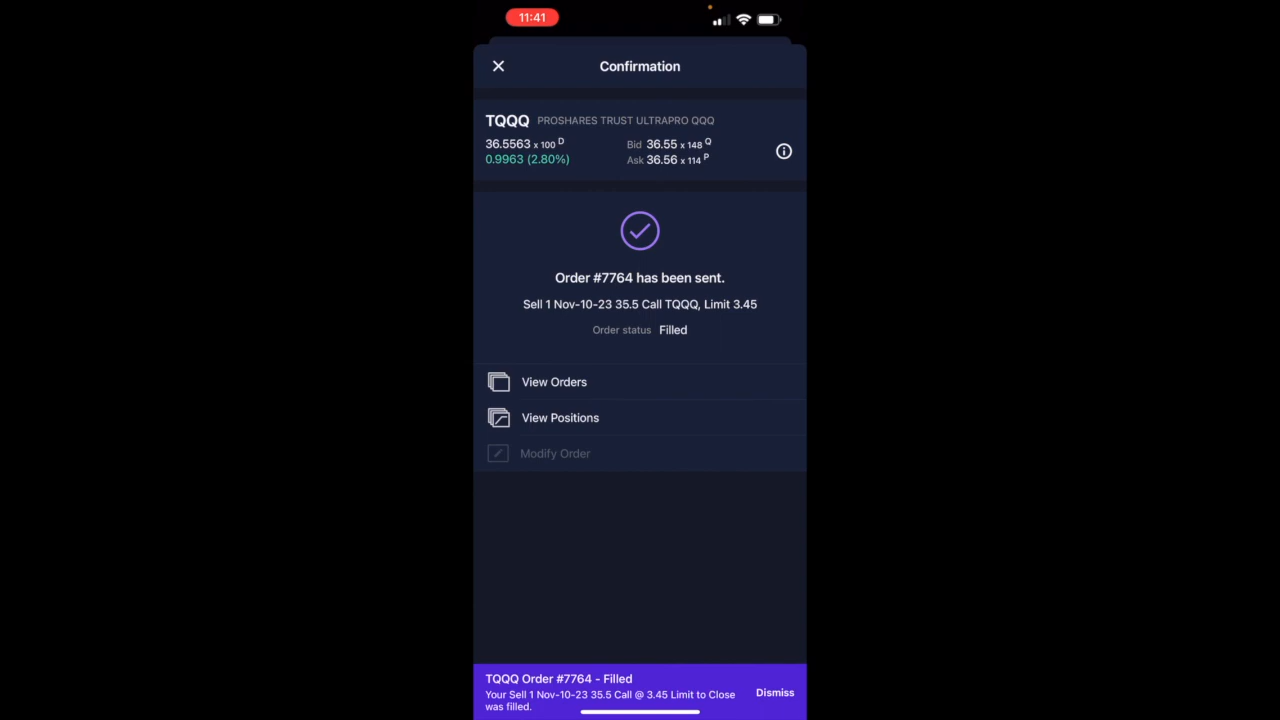 11:41
Confirmation
TQQQ PROSHARES TRUST ULTRAPRO QQQ
36.5563 x 100 D
Bid 36.55 x 148 Q
0.9963 (2.80%)
Ask 36.56 x 114 P
Order #7764 has been sent.
Sell 1 Nov-10-23 35.5 Call TQQQ, Limit 3.45
Order status Filled
View Orders
View Positions
Modify Order
TQQQ Order #7764 - Filled
Your Sell 1 Nov-10-23 35.5 Call @ 3.45 Limit to Close
was filled.
Dismiss